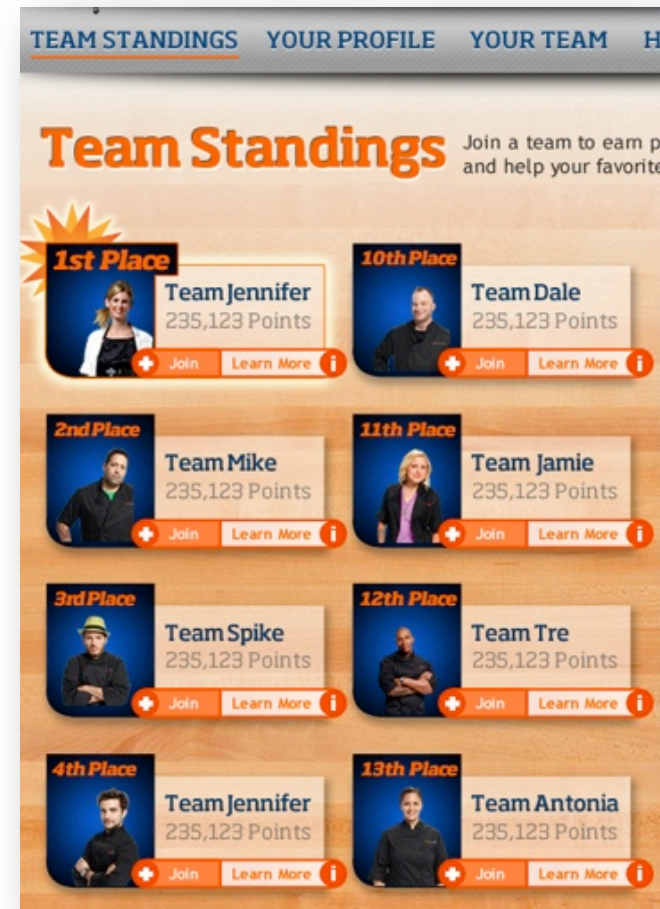 TEAM STANDINGS YOUR PROFILE YOUR TEAM H
Team Standings
Join a team to earn p
and help your favorite
1st Place
Team Jennifer
235,123 Points
Join Learn More i
10th Place
Team Dale
235,123 Points
Join Learn More i
2nd Place
Team Mike
235,123 Points
Join Learn More i
11th Place
Team Jamie
235,123 Points
Join Learn More i
3rd Place
Team Spike
235,123 Points
Join Learn More i
12th Place
Team Tre
235,123 Points
Join Learn More i
4th Place
Team Jennifer
235,123 Points
Join Learn More i
13th Place
Team Antonia
235,123 Points
Join Learn More i